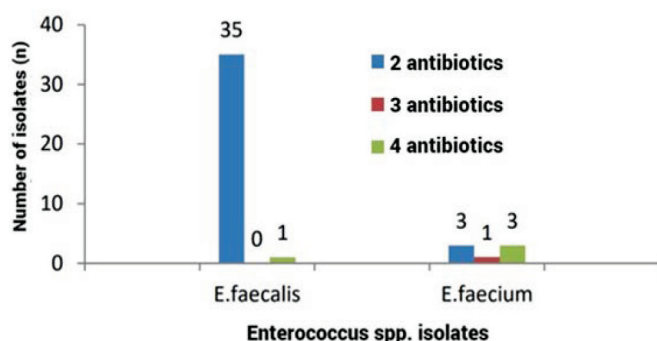 Number of isolates (n)
40
30
20
10
0
35
0
1
3
1
3
2 antibiotics
3 antibiotics
4 antibiotics
E.faecalis
E.faecium
Enterococcus spp. isolates